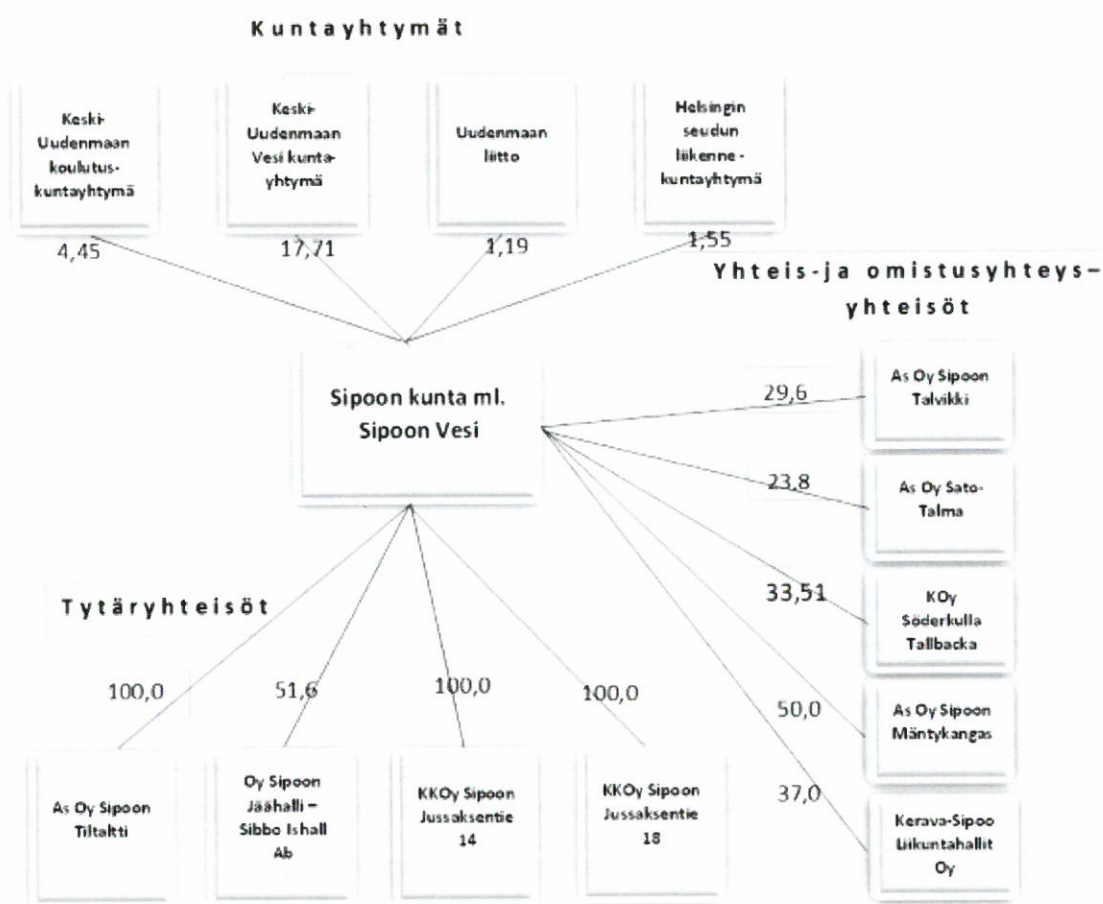 Kuntayhtymät
Keski-
Uudenmaan
koulutus-
kuntayhtymä
Keski-
Uudenmaan
Vesi kunta-
yhtymä
Uudenmaan
liitto
Helsingin
seudun
liikenne-
kuntayhtymä
4,45
17,71
1,19
1,55
Yhteis-ja omistusyhteys-
yhteisöt
Sipoon kunta ml.
Sipoon Vesi
29,6
As Oy Sipoon
Talvikki
23,8
As Oy Sato-
Talma
33,51
KOy
Söderkulla
Tallbacka
50,0
As Oy Sipoon
Mäntykangas
37,0
Kerava-Sipoo
Liikuntahallit
Oy
Tytäryhteisöt
100,0
51,6
100,0
100,0
As Oy Sipoon
Tiltaltti
Oy Sipoon
Jäähalli –
Sibbo Ishall
Ab
KKOy Sipoon
Jussaksentie
14
KKOy Sipoon
Jussaksentie
18